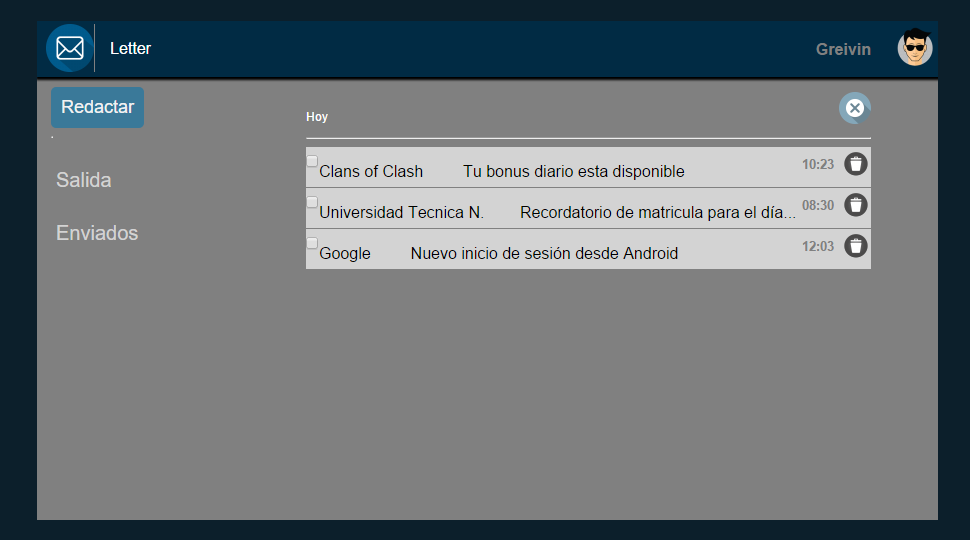 Letter
Greivin
Redactar
Salida
Enviados
Hoy
Clans of Clash Tu bonus diario esta disponible 10:23
Universidad Tecnica N. Recordatorio de matricula para el día... 08:30
Google Nuevo inicio de sesión desde Android 12:03